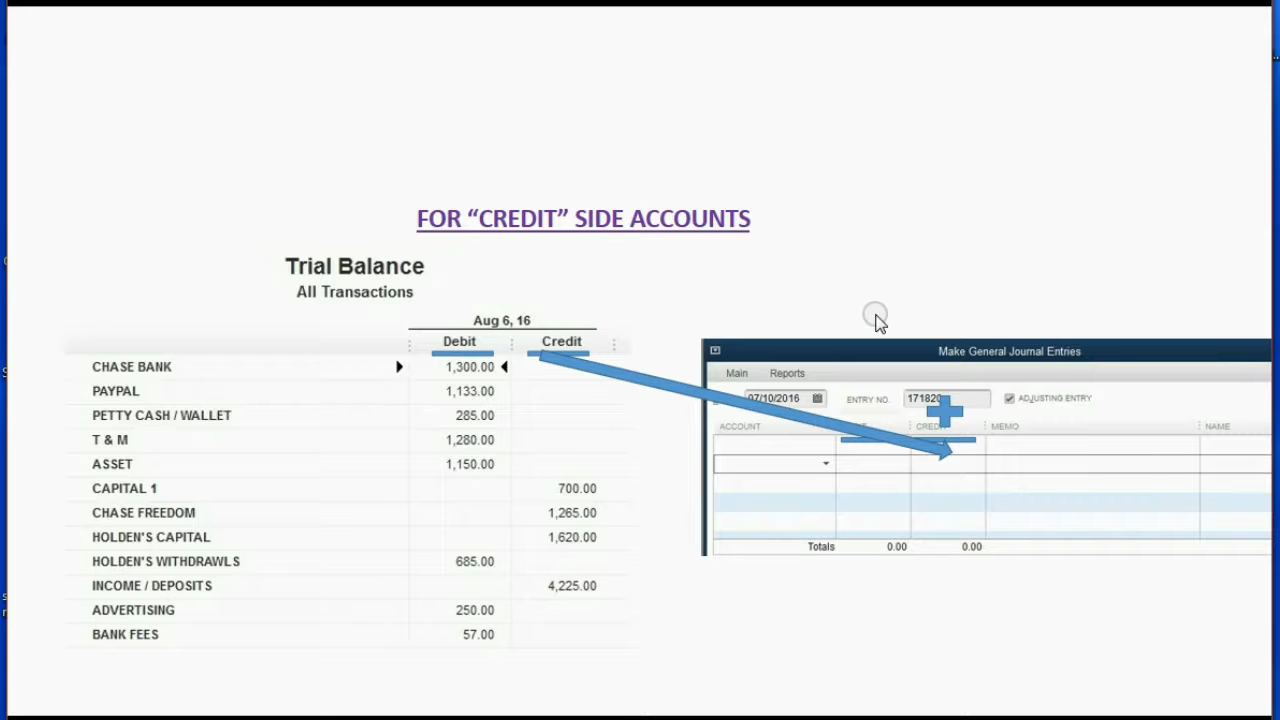 FOR “CREDIT” SIDE ACCOUNTS
Trial Balance
All Transactions
Aug 6, 16
Debit Credit
CHASE BANK 1,300.00
PAYPAL 1,133.00
PETTY CASH / WALLET 285.00
T & M 1,280.00
ASSET 1,150.00
CAPITAL 1 700.00
CHASE FREEDOM 1,265.00
HOLDEN'S CAPITAL 1,620.00
HOLDEN'S WITHDRAWLS 685.00
INCOME / DEPOSITS 4,225.00
ADVERTISING 250.00
BANK FEES 57.00
Make General Journal Entries
Main Reports
07/10/2016 ENTRY NO. 171820 ADJUSTING ENTRY
ACCOUNT MEMO NAME
Totals 0.00 0.00